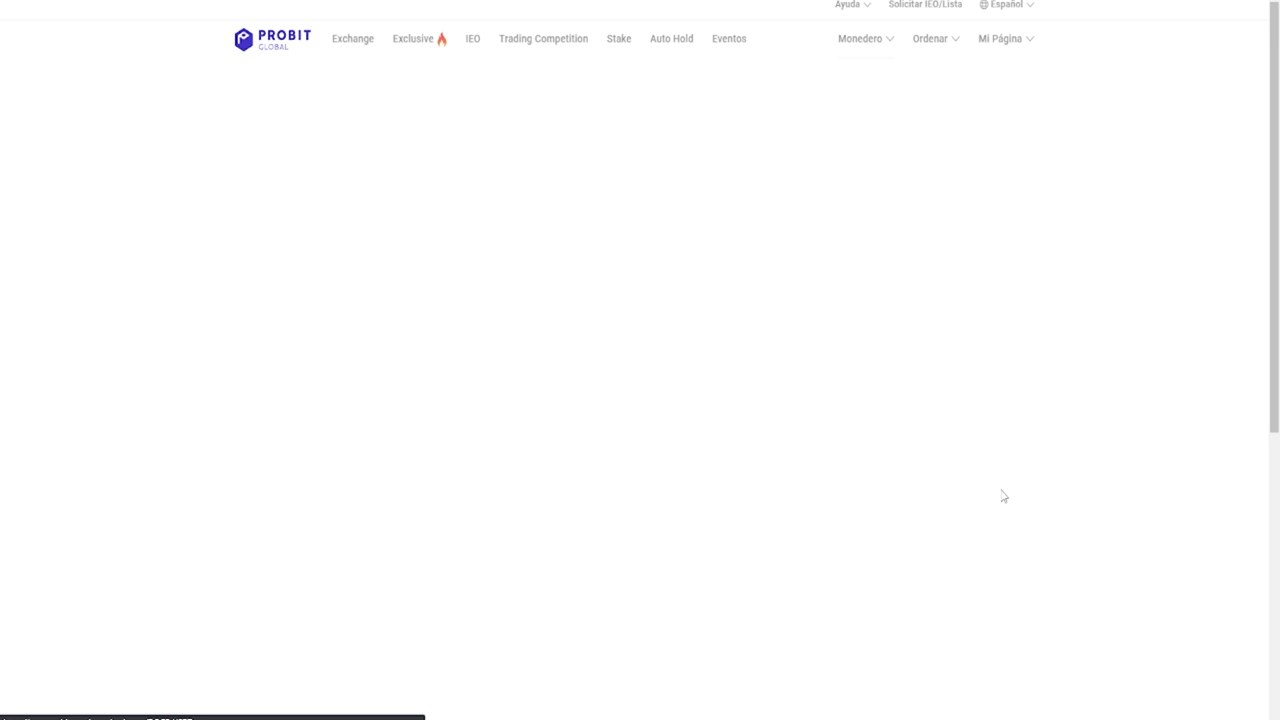 Ayuda Solicitar IEO/Lista Español
PROBIT GLOBAL Exchange Exclusive IEO Trading Competition Stake Auto Hold Eventos Monedero Ordenar Mi Página